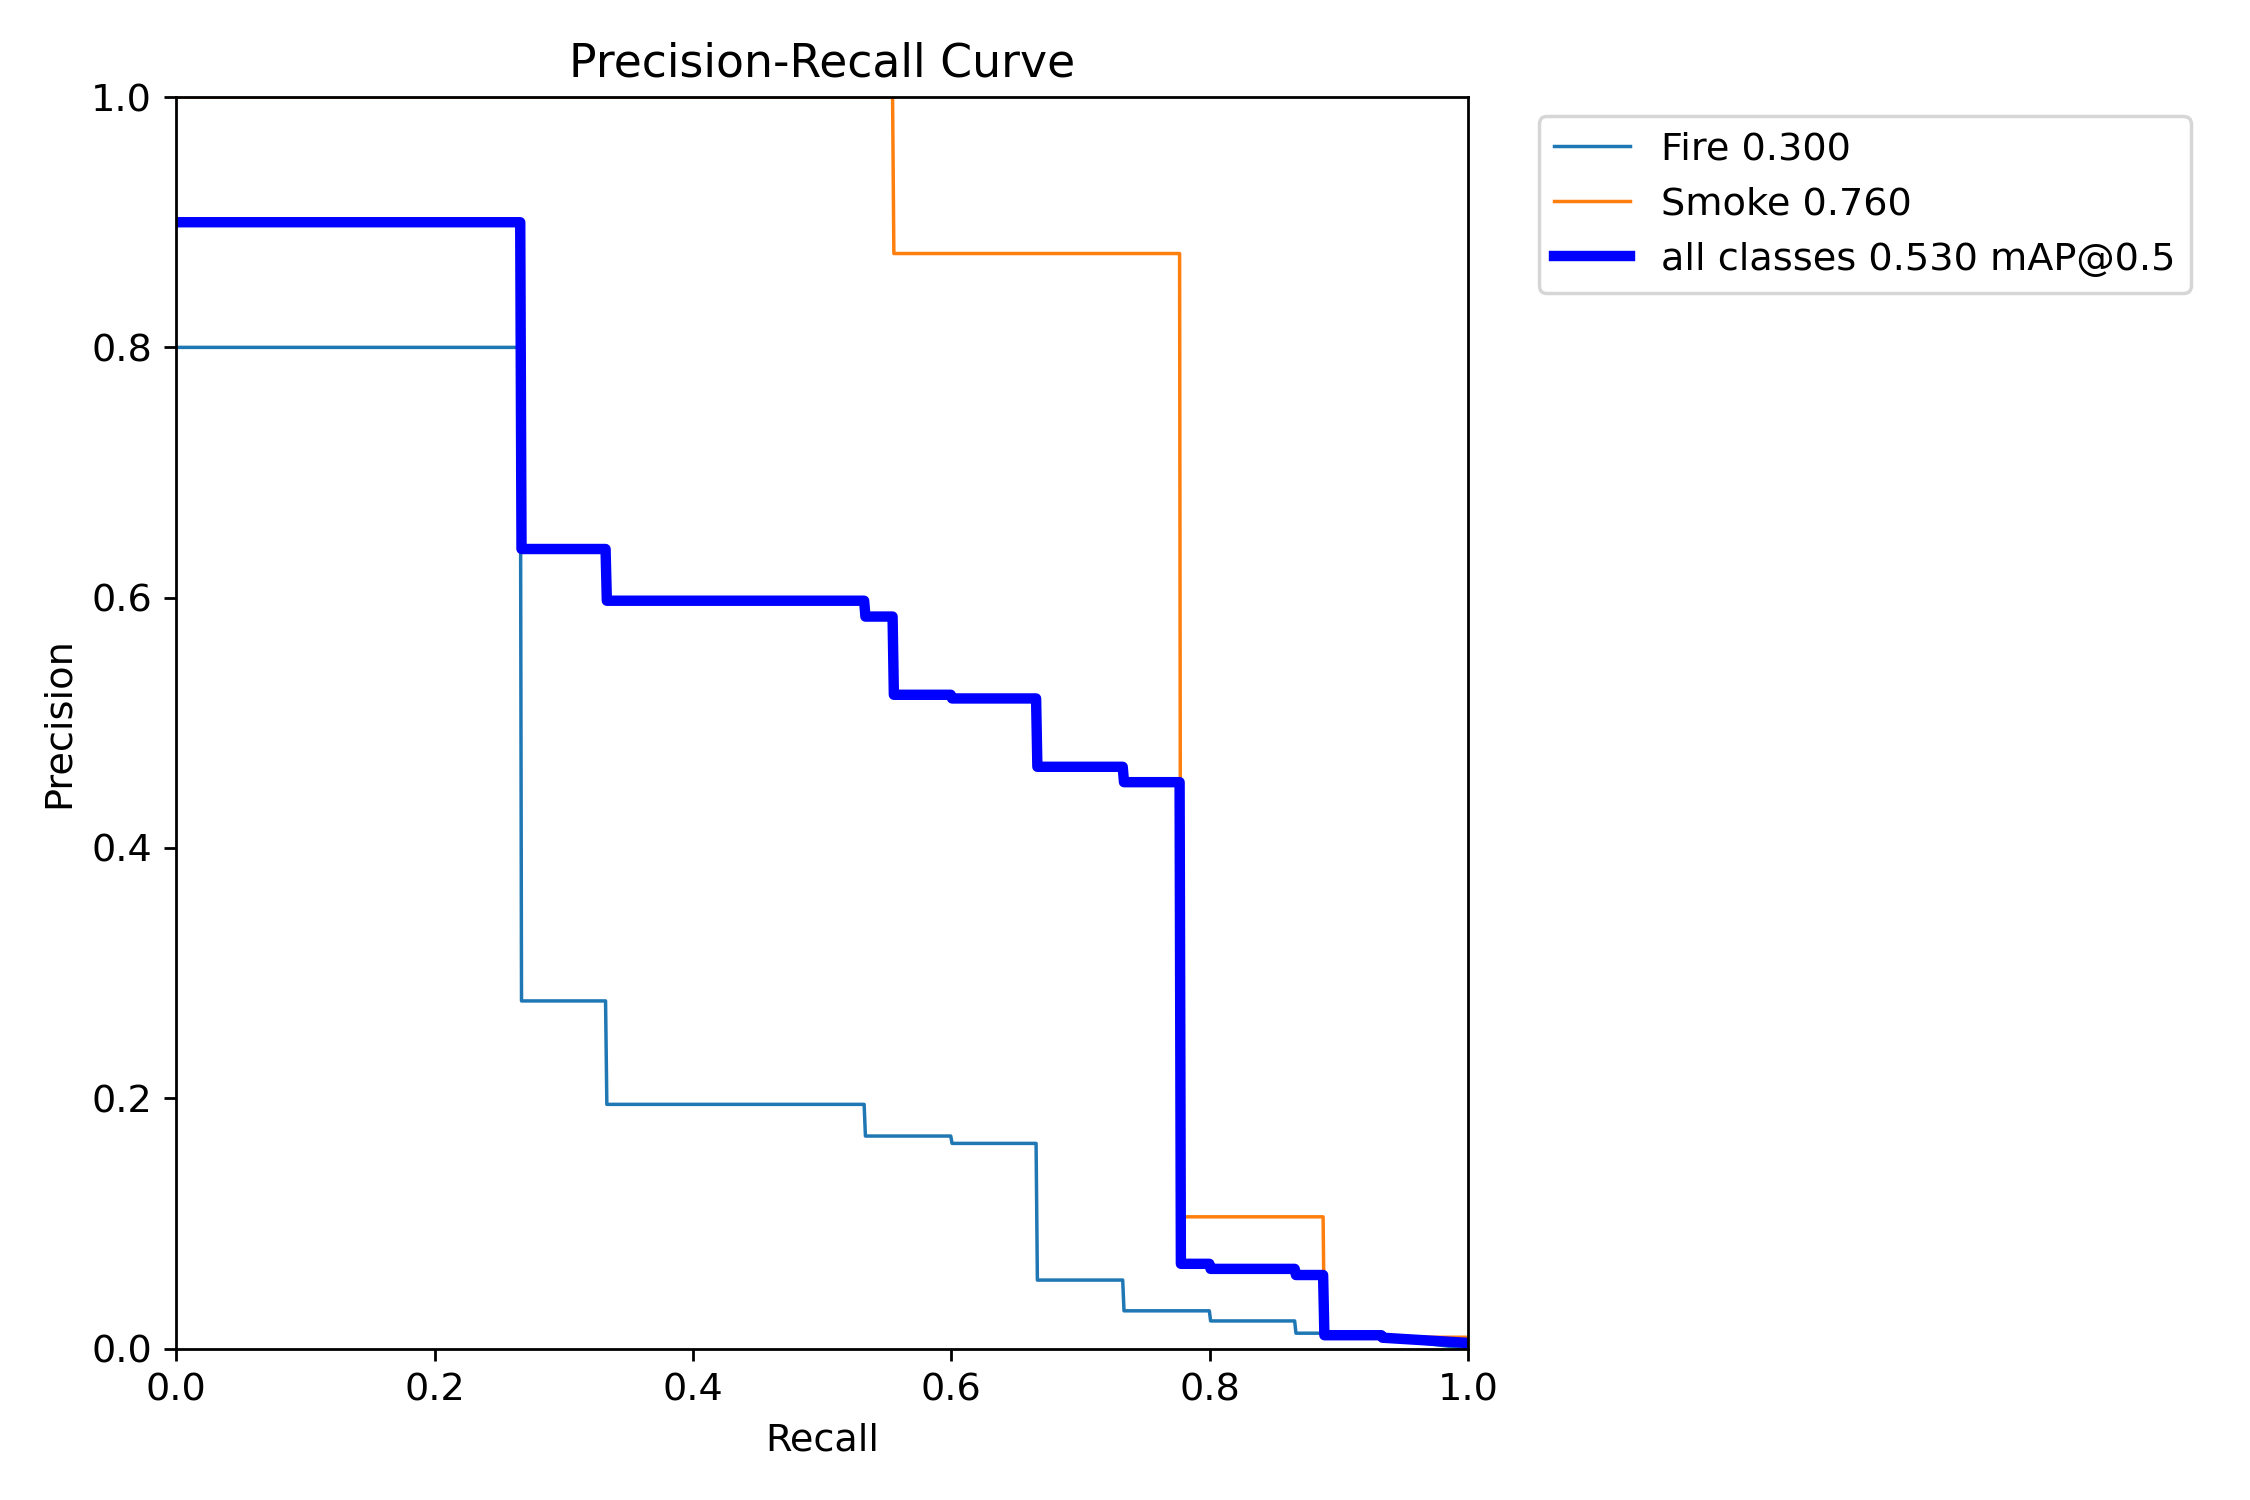 Precision-Recall Curve
1.0
0.8
0.6
0.4
0.2
0.0
Precision
0.0 0.2 0.4 0.6 0.8 1.0
Recall
Fire 0.300
Smoke 0.760
all classes 0.530 mAP@0.5